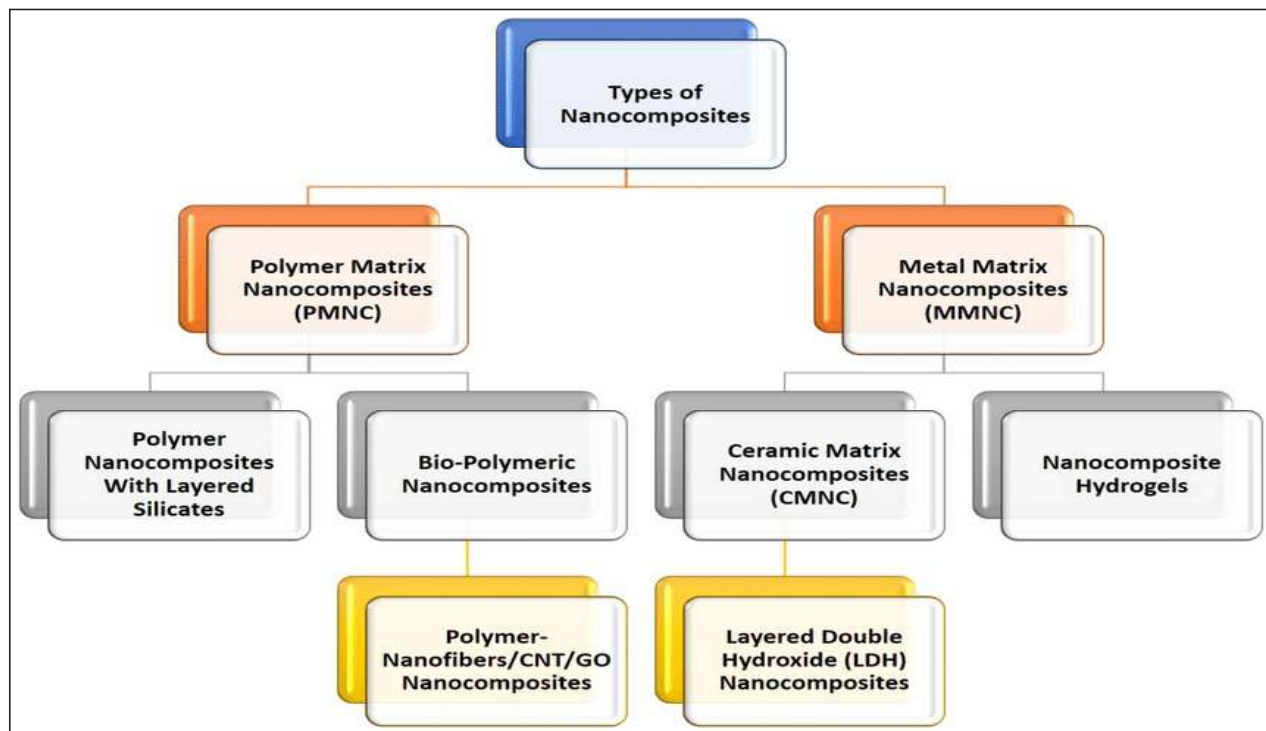 Types of
Nanocomposites
Polymer Matrix
Nanocomposites
(PMNC)
Metal Matrix
Nanocomposites
(MMNC)
Polymer
Nanocomposites
With Layered
Silicates
Bio-Polymeric
Nanocomposites
Ceramic Matrix
Nanocomposites
(CMNC)
Nanocomposite
Hydrogels
Polymer-
Nanofibers/CNT/GO
Nanocomposites
Layered Double
Hydroxide (LDH)
Nanocomposites